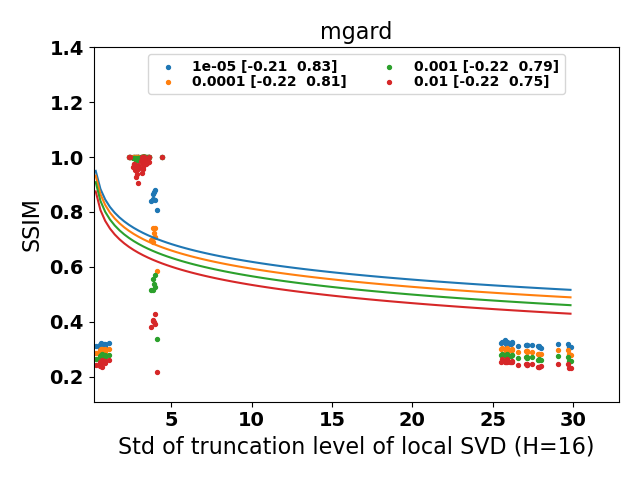 mgard
1e-05 [-0.21  0.83]
0.0001 [-0.22  0.81]
0.001 [-0.22  0.79]
0.01 [-0.22  0.75]
1.4
1.2
1.0
0.8
0.6
0.4
0.2
SSIM
5 10 15 20 25 30
Std of truncation level of local SVD (H=16)